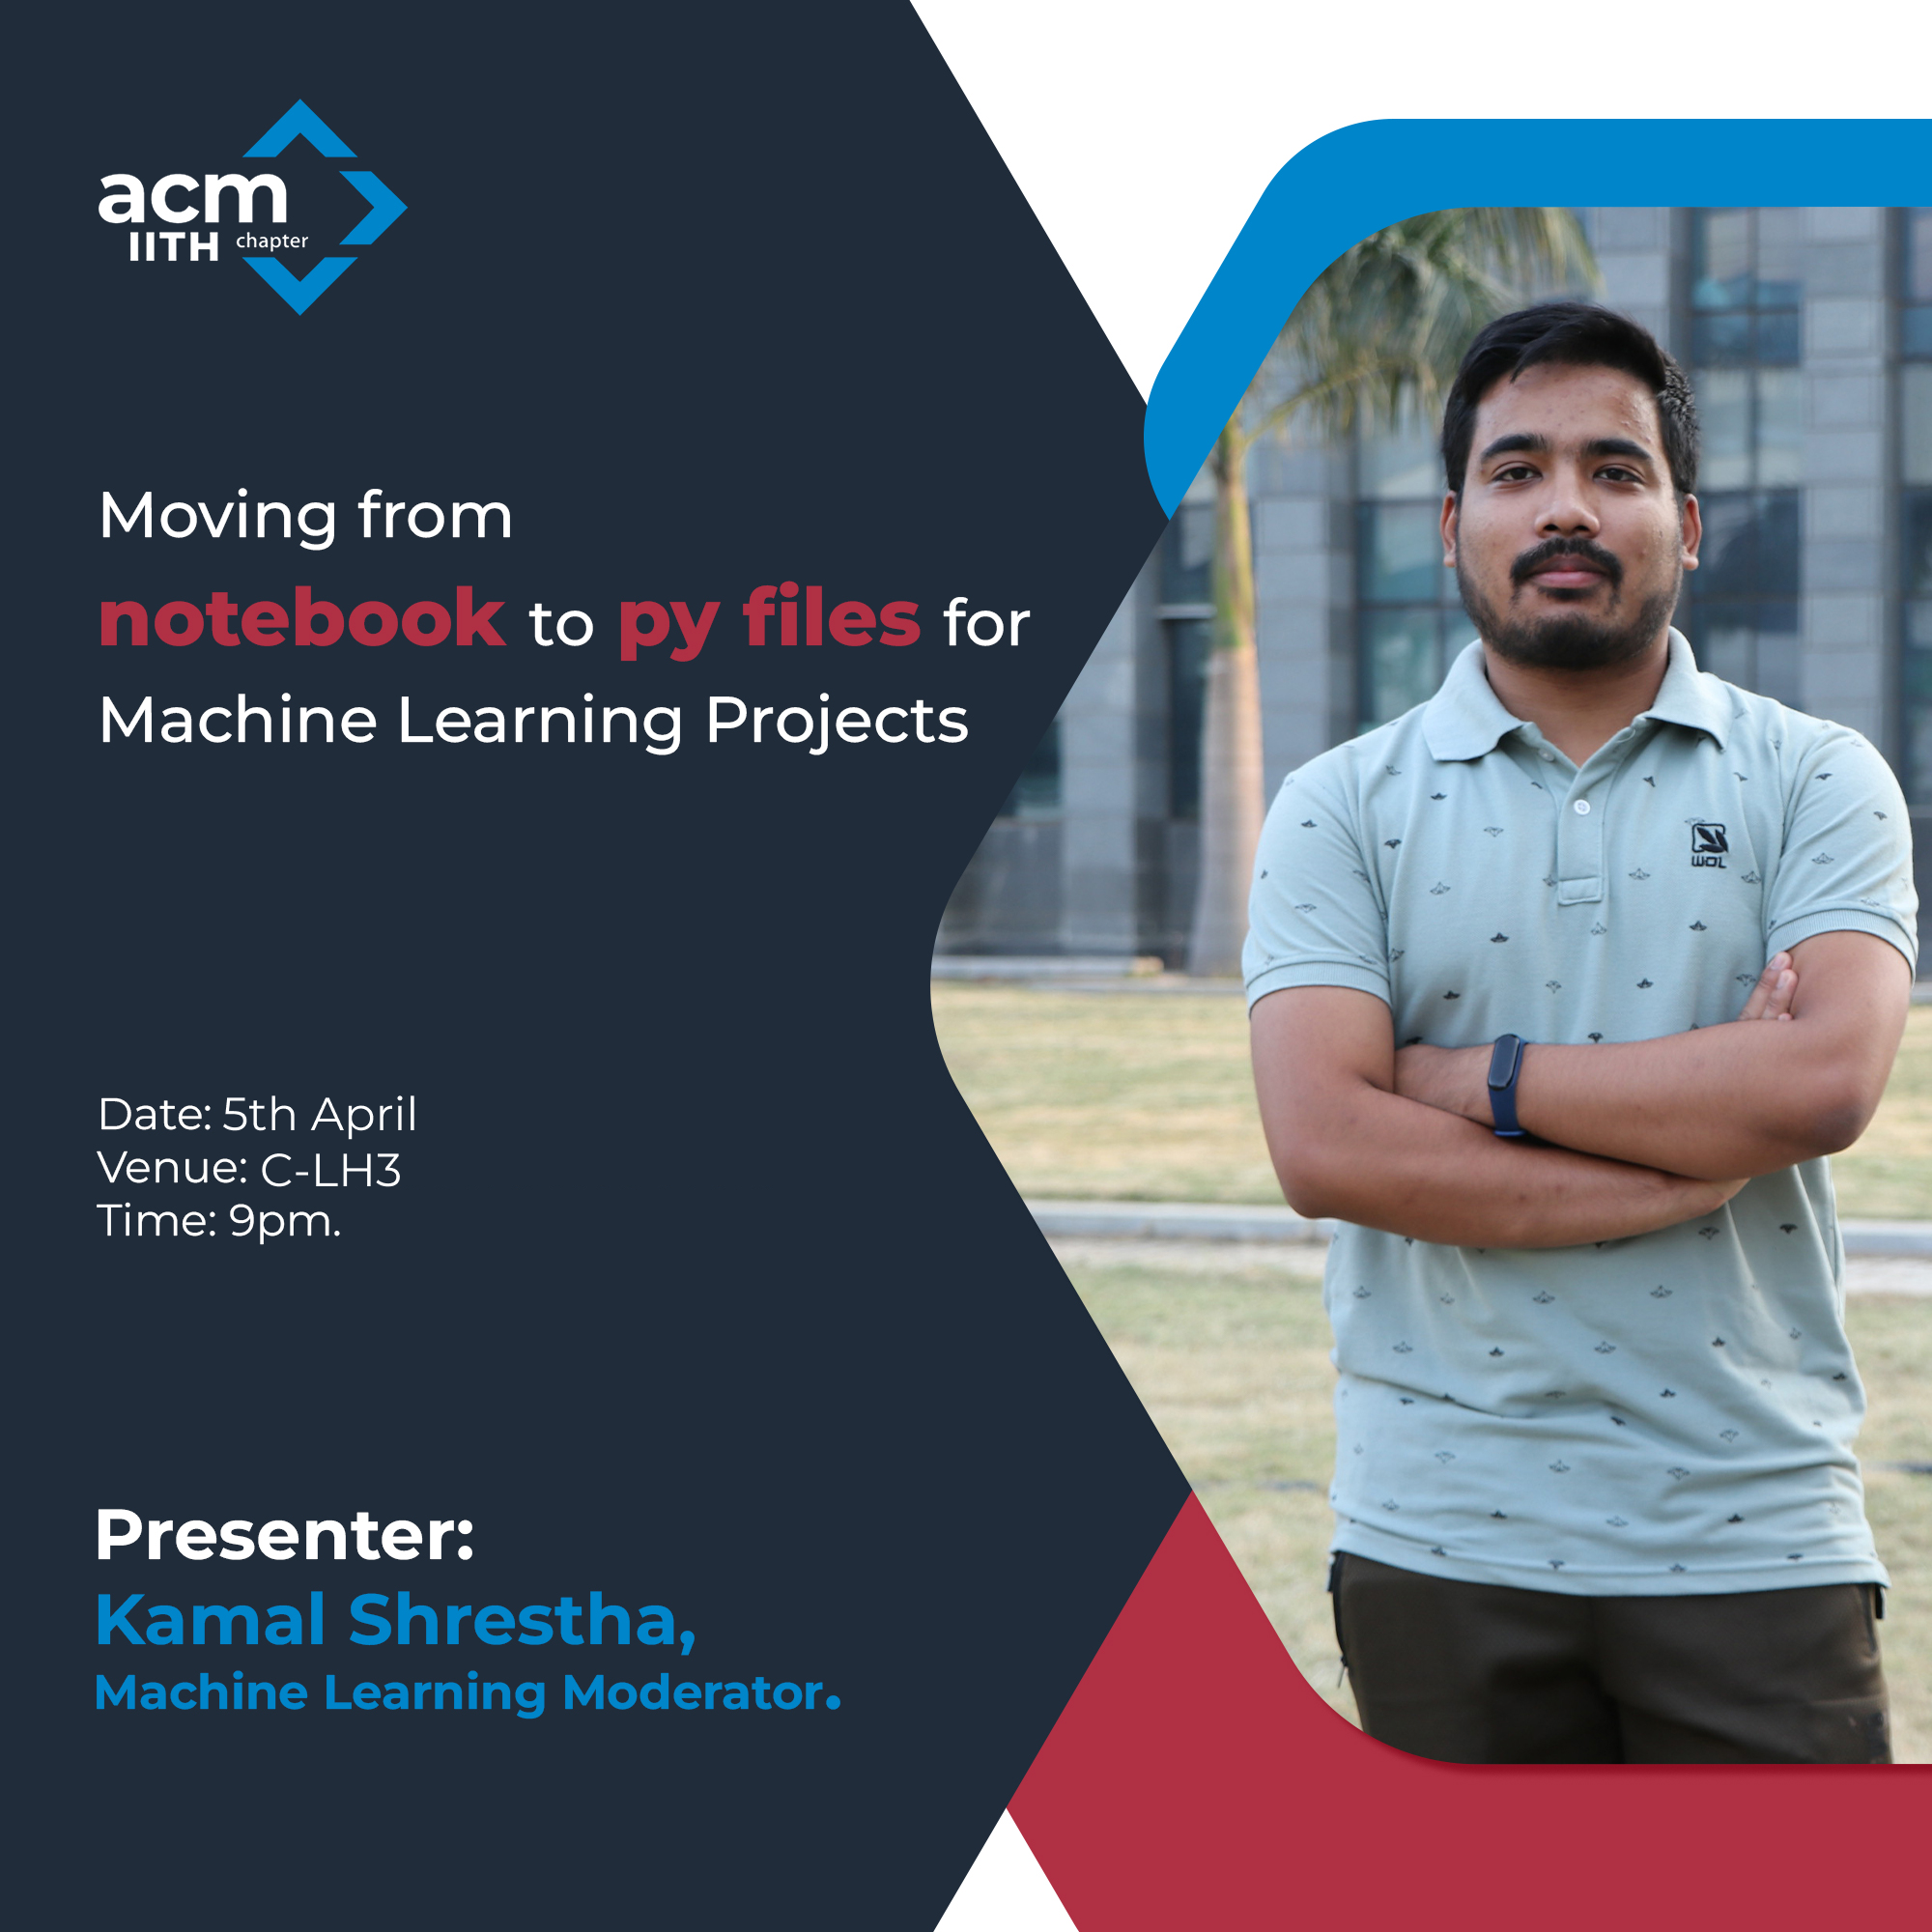 acm
IITH chapter
Moving from
notebook to py files for
Machine Learning Projects
Date: 5th April
Venue: C-LH3
Time: 9pm.
Presenter:
Kamal Shrestha,
Machine Learning Moderator.
WOL